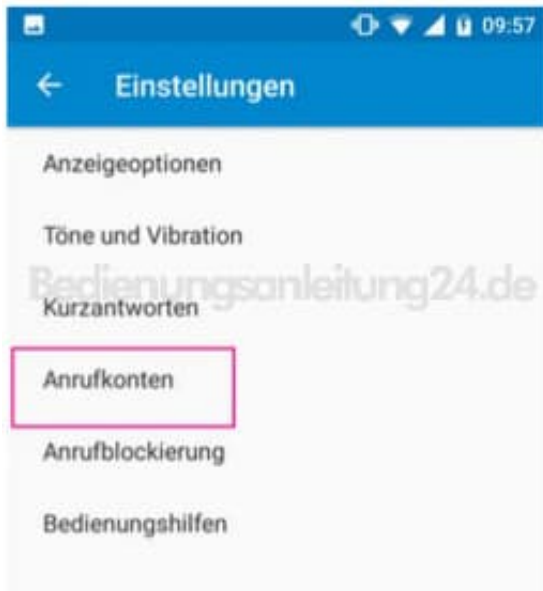 09:57
Einstellungen
Anzeigeoptionen
Töne und Vibration
Bedienungsanleitung24.de
Kurzantworten
Anrufkonten
Anrufblockierung
Bedienungshilfen